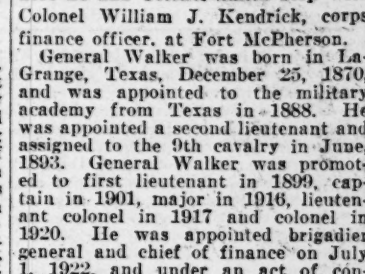 Colonel William J. Kendrick, corps
finance officer, at Fort McPherson.
General Walker was born in La-
Grange, Texas, December 25, 1870,
and was appointed to the military
academy from Texas in 1888. He
was appointed a second lieutenant and
assigned to the 9th cavalry in June,
1893. General Walker was promot-
ed to first lieutenant in 1899, cap-
tain in 1901, major in 1916, lieuten-
ant colonel in 1917 and colonel in
1920. He was appointed brigadier
general and chief of finance on July
1, 1922, and under an act of con-